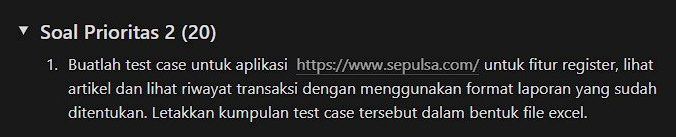 Soal Prioritas 2 (20)
1. Buatlah test case untuk aplikasi https://www.sepulsa.com/ untuk fitur register, lihat
artikel dan lihat riwayat transaksi dengan menggunakan format laporan yang sudah
ditentukan. Letakkan kumpulan test case tersebut dalam bentuk file excel.